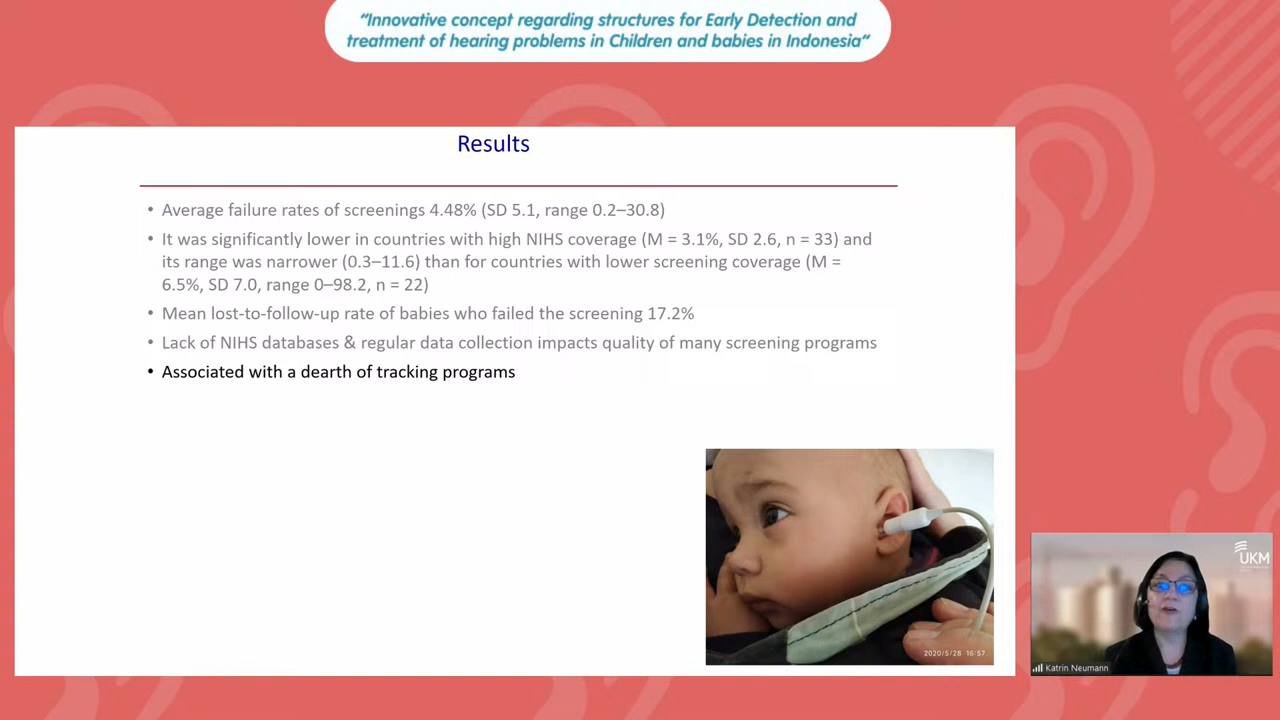 “Innovative concept regarding structures for Early Detection and
treatment of hearing problems in Children and babies in Indonesia“
Results
• Average failure rates of screenings 4.48% (SD 5.1, range 0.2–30.8)
• It was significantly lower in countries with high NIHS coverage (M = 3.1%, SD 2.6, n = 33) and
its range was narrower (0.3–11.6) than for countries with lower screening coverage (M =
6.5%, SD 7.0, range 0–98.2, n = 22)
• Mean lost-to-follow-up rate of babies who failed the screening 17.2%
• Lack of NIHS databases & regular data collection impacts quality of many screening programs
• Associated with a dearth of tracking programs
2020/5/28 16:57
UKM
Katrin Neumann